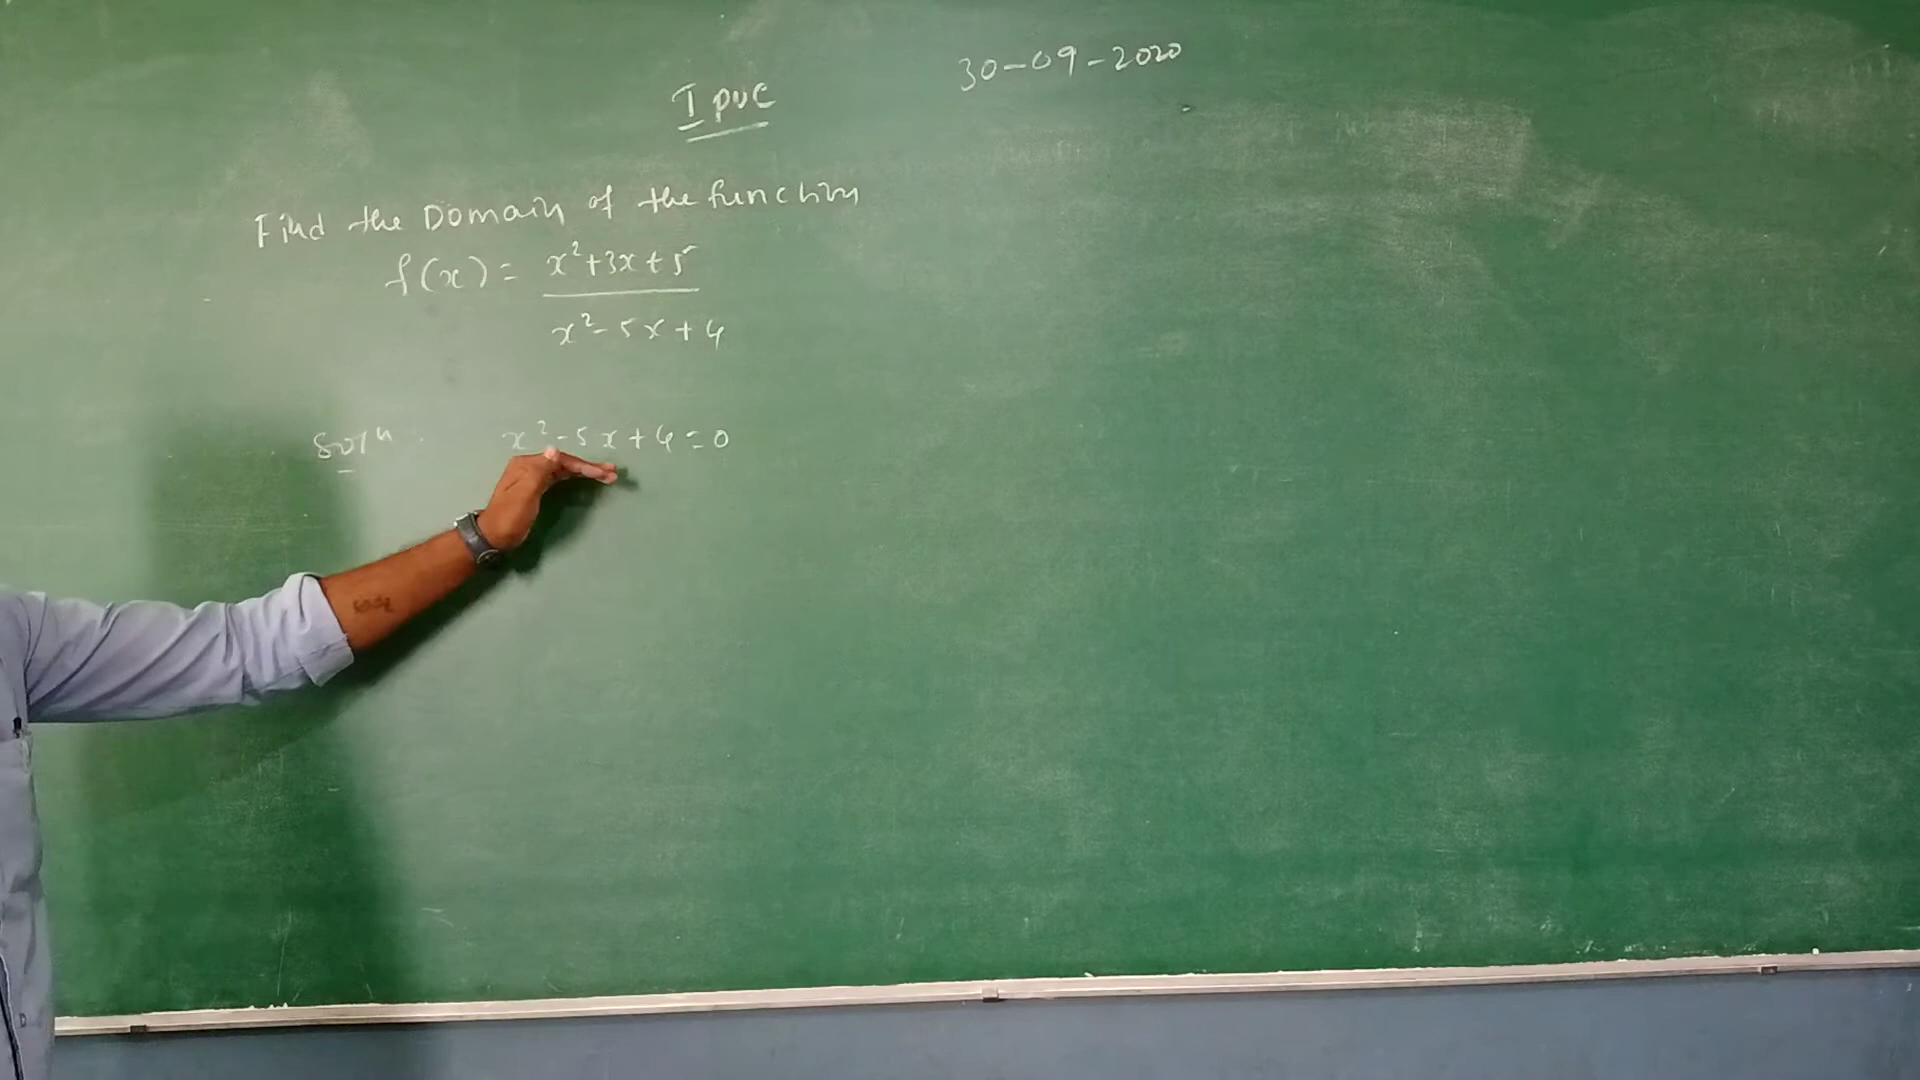 30-09-2020
I PUC
Find the Domain of the function
f(x) = x²+3x+5
x²-5x+4
Soln
x²-5x+4=0